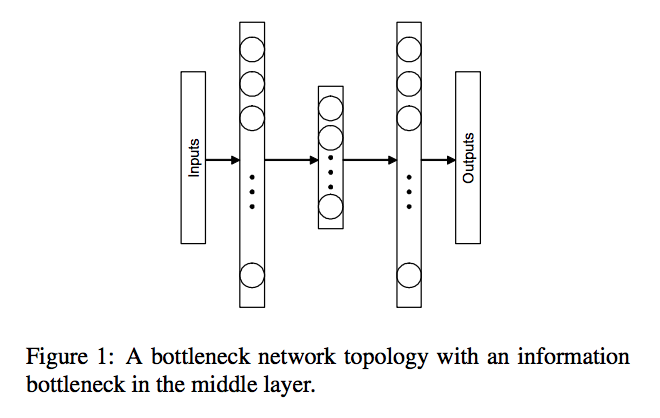 Inputs
Outputs
Figure 1: A bottleneck network topology with an information
bottleneck in the middle layer.